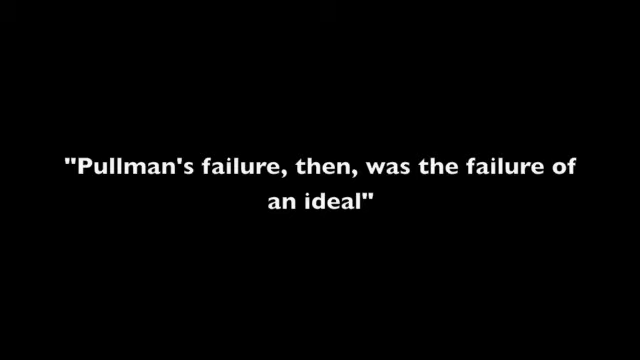 "Pullman's failure, then, was the failure of
an ideal"